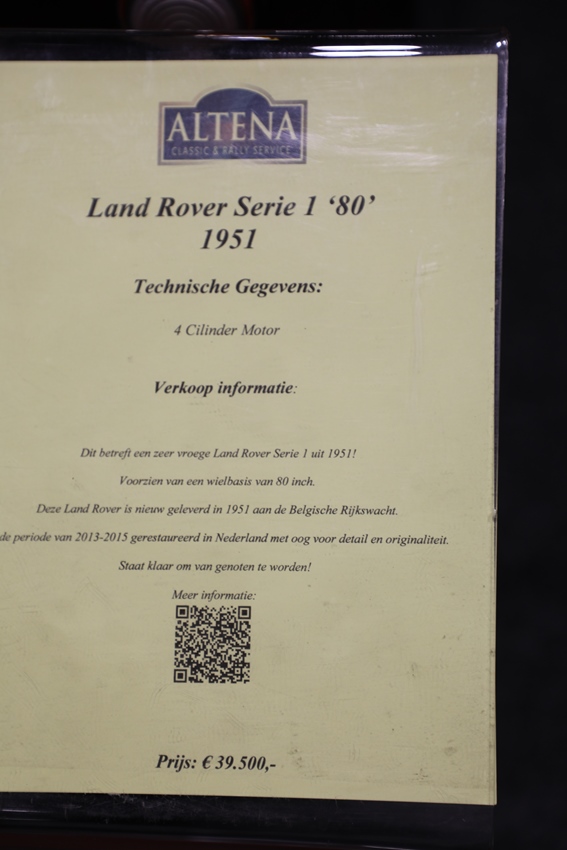 ALTENA
CLASSIC & RALLY SERVICE
Land Rover Serie 1 ‘80’
1951
Technische Gegevens:
4 Cilinder Motor
Verkoop informatie:
Dit betreft een zeer vroege Land Rover Serie 1 uit 1951!
Voorzien van een wielbasis van 80 inch.
Deze Land Rover is nieuw geleverd in 1951 aan de Belgische Rijkswacht.
de periode van 2013-2015 gerestaureerd in Nederland met oog voor detail en originaliteit.
Staat klaar om van genoten te worden!
Meer informatie:
Prijs: € 39.500,-